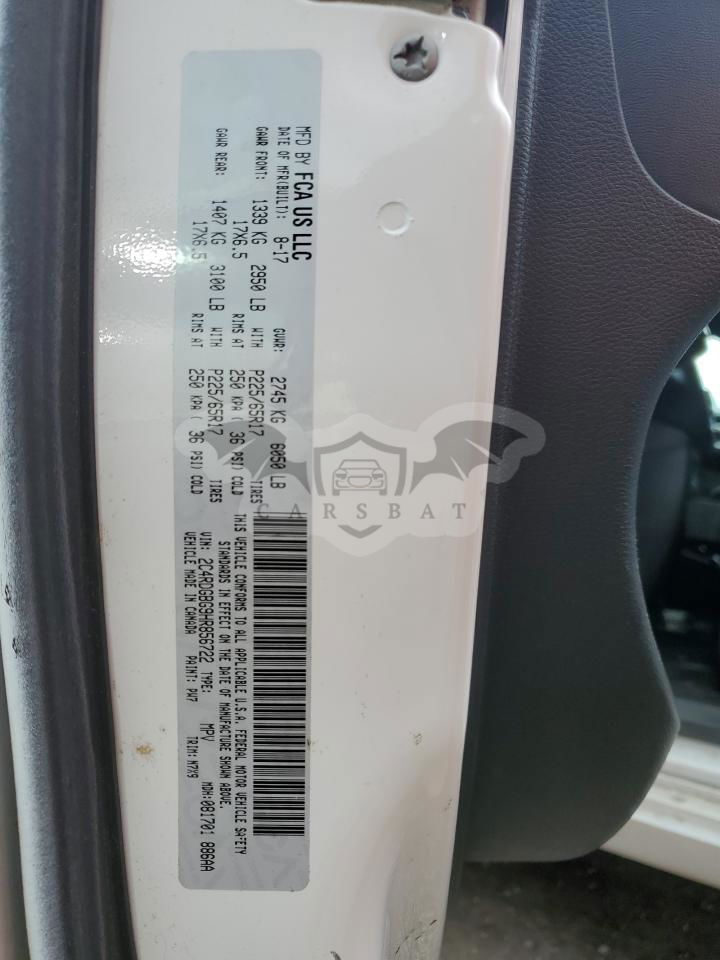 MFD BY FCA US LLC
DATE OF MFR(BUILT): 8-17 GVWR: 2745 KG 6050 LB
GAWR FRONT: 1339 KG 2950 LB WITH P225/65R17 TIRES
17X6.5 RIMS AT 250 KPA ( 36 PSI) COLD
GAWR REAR: 1407 KG 3100 LB WITH P225/65R17 TIRES
17X6.5 RIMS AT 250 KPA ( 36 PSI) COLD
THIS VEHICLE CONFORMS TO ALL APPLICABLE U.S.A. FEDERAL MOTOR VEHICLE SAFETY
STANDARDS IN EFFECT ON THE DATE OF MANUFACTURE SHOWN ABOVE.
VIN: 2C4RDGBG9HR856722 TYPE: MPV MDH:081701 886AA
VEHICLE MADE IN CANADA PAINT: PW7 TRIM: M7X9
CARSBAT